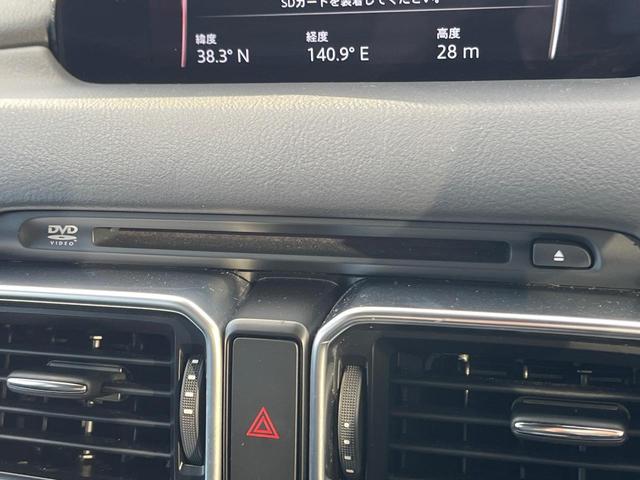 SDカードを装着してください。
緯度 経度 高度
38.3° N 140.9° E 28 m
DVD
VIDEO